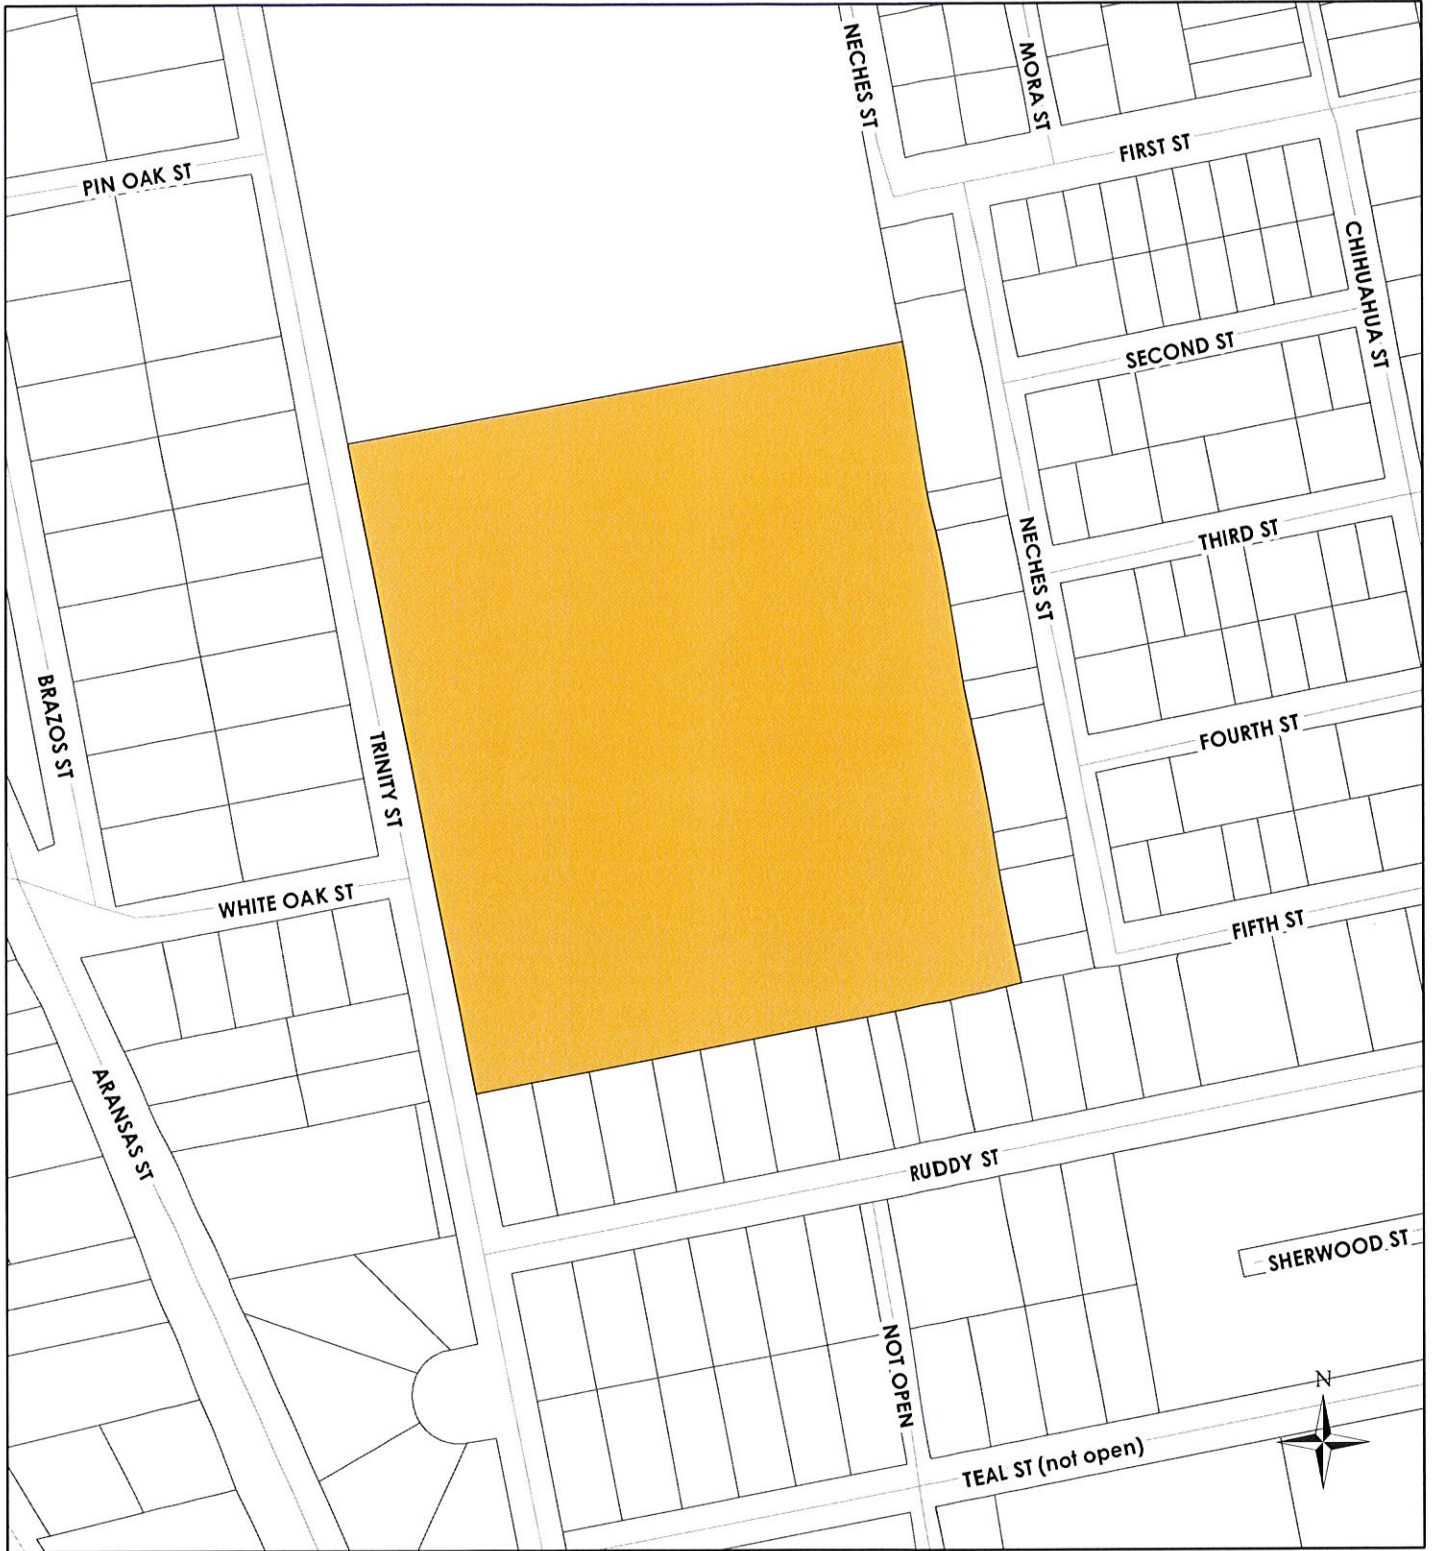 NECHES ST
MORA ST
FIRST ST
PIN OAK ST
CHIHUAHUA ST
SECOND ST
THIRD ST
NECHES ST
BRAZOS ST
TRINITY ST
FOURTH ST
WHITE OAK ST
FIFTH ST
ARANSAS ST
RUDDY ST
SHERWOOD ST
NOT OPEN
N
TEAL ST (not open)